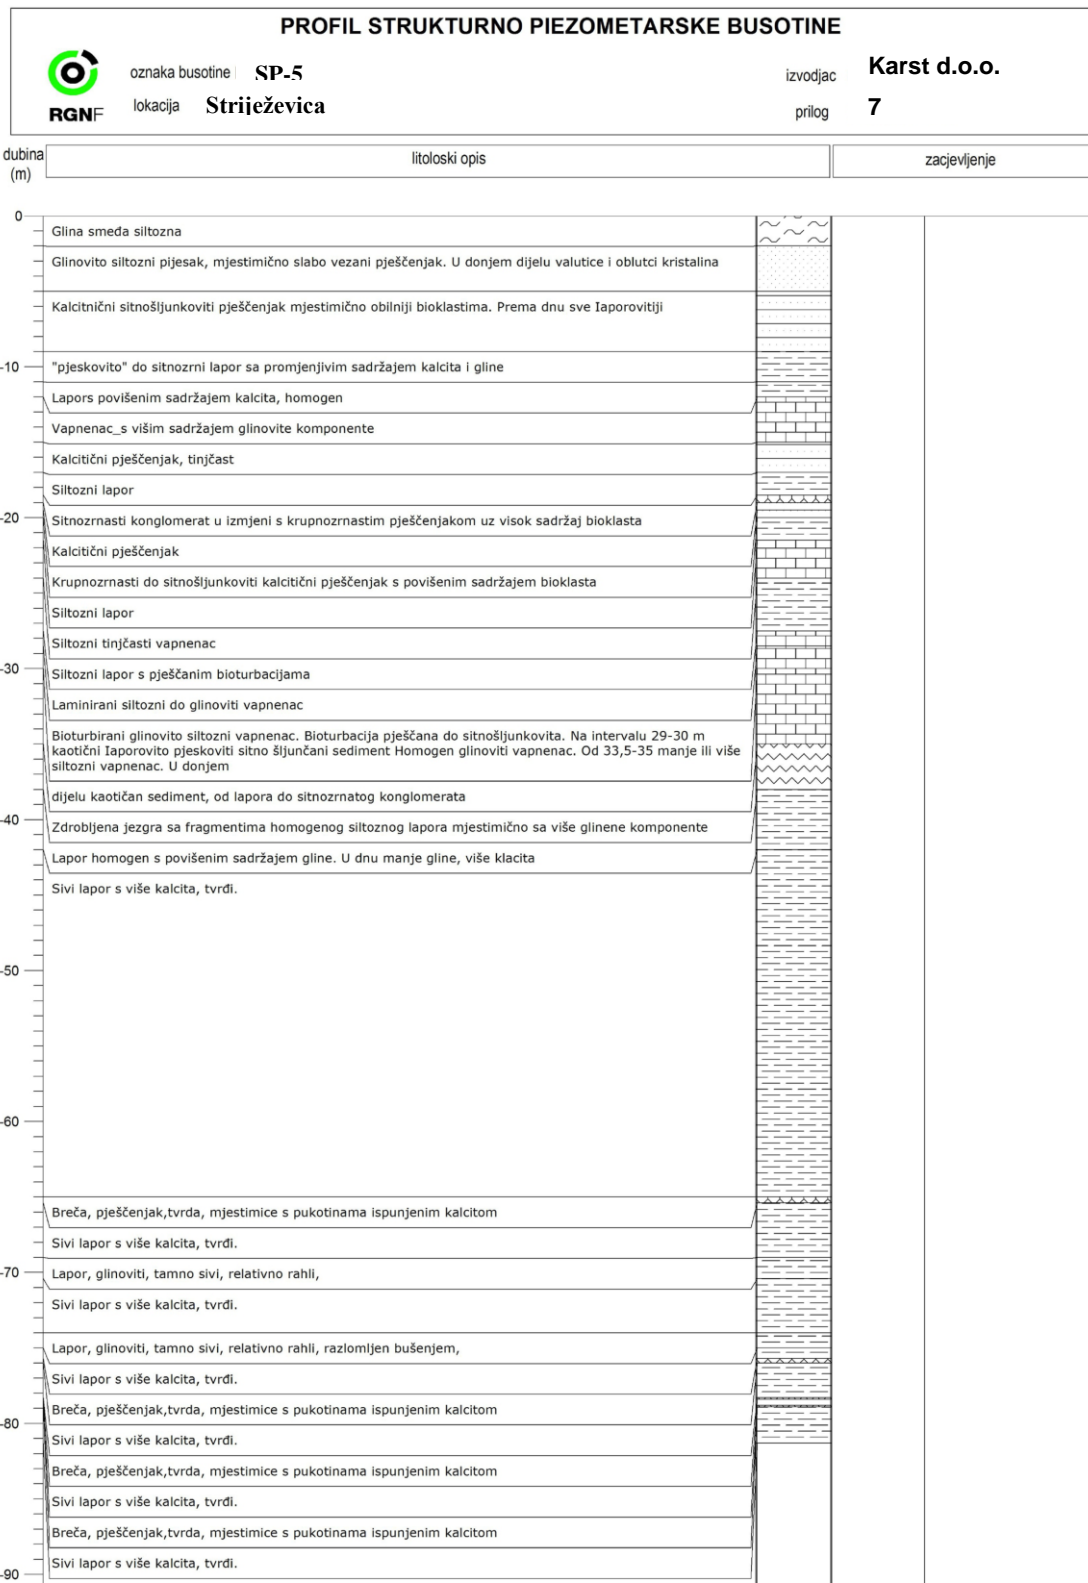 PROFIL STRUKTURNO PIEZOMETARSKE BUSOTINE
oznaka busotine SP-5
izvodjac Karst d.o.o.
RGNF
lokacija Striježevica
prilog 7
dubina
(m)
litoloski opis
zacjevljenje
0
Glina smeđa siltozna
Glinovito siltozni pijesak, mjestimično slabo vezani pješčenjak. U donjem dijelu valutice i oblutci kristalina
Kalcitnični sitnošljunkoviti pješčenjak mjestimično obilniji bioklastima. Prema dnu sve Iaporovitiji
-10
"pjeskovito" do sitnozrni lapor sa promjenjivim sadržajem kalcita i gline
Lapors povišenim sadržajem kalcita, homogen
Vapnenac_s višim sadržajem glinovite komponente
Kalcitični pješčenjak, tinjčast
Siltozni lapor
-20
Sitnozrnasti konglomerat u izmjeni s krupnozrnastim pješčenjakom uz visok sadržaj bioklasta
Kalcitični pješčenjak
Krupnozrnasti do sitnošljunkoviti kalcitični pješčenjak s povišenim sadržajem bioklasta
Siltozni lapor
Siltozni tinjčasti vapnenac
-30
Siltozni lapor s pješčanim bioturbacijama
Laminirani siltozni do glinoviti vapnenac
Bioturbirani glinovito siltozni vapnenac. Bioturbacija pješčana do sitnošljunkovita. Na intervalu 29-30 m
kaotični Iaporovito pjeskoviti sitno šljunčani sediment Homogen glinoviti vapnenac. Od 33,5-35 manje ili više
siltozni vapnenac. U donjem
dijelu kaotičan sediment, od lapora do sitnozrnatog konglomerata
-40
Zdrobljena jezgra sa fragmentima homogenog siltoznog lapora mjestimično sa više glinene komponente
Lapor homogen s povišenim sadržajem gline. U dnu manje gline, više klacita
Sivi lapor s više kalcita, tvrđi.
-50
-60
Breča, pješčenjak,tvrda, mjestimice s pukotinama ispunjenim kalcitom
Sivi lapor s više kalcita, tvrđi.
-70
Lapor, glinoviti, tamno sivi, relativno rahli,
Sivi lapor s više kalcita, tvrđi.
Lapor, glinoviti, tamno sivi, relativno rahli, razlomljen bušenjem,
Sivi lapor s više kalcita, tvrđi.
Breča, pješčenjak,tvrda, mjestimice s pukotinama ispunjenim kalcitom
-80
Sivi lapor s više kalcita, tvrđi.
Breča, pješčenjak,tvrda, mjestimice s pukotinama ispunjenim kalcitom
Sivi lapor s više kalcita, tvrđi.
Breča, pješčenjak,tvrda, mjestimice s pukotinama ispunjenim kalcitom
Sivi lapor s više kalcita, tvrđi.
-90